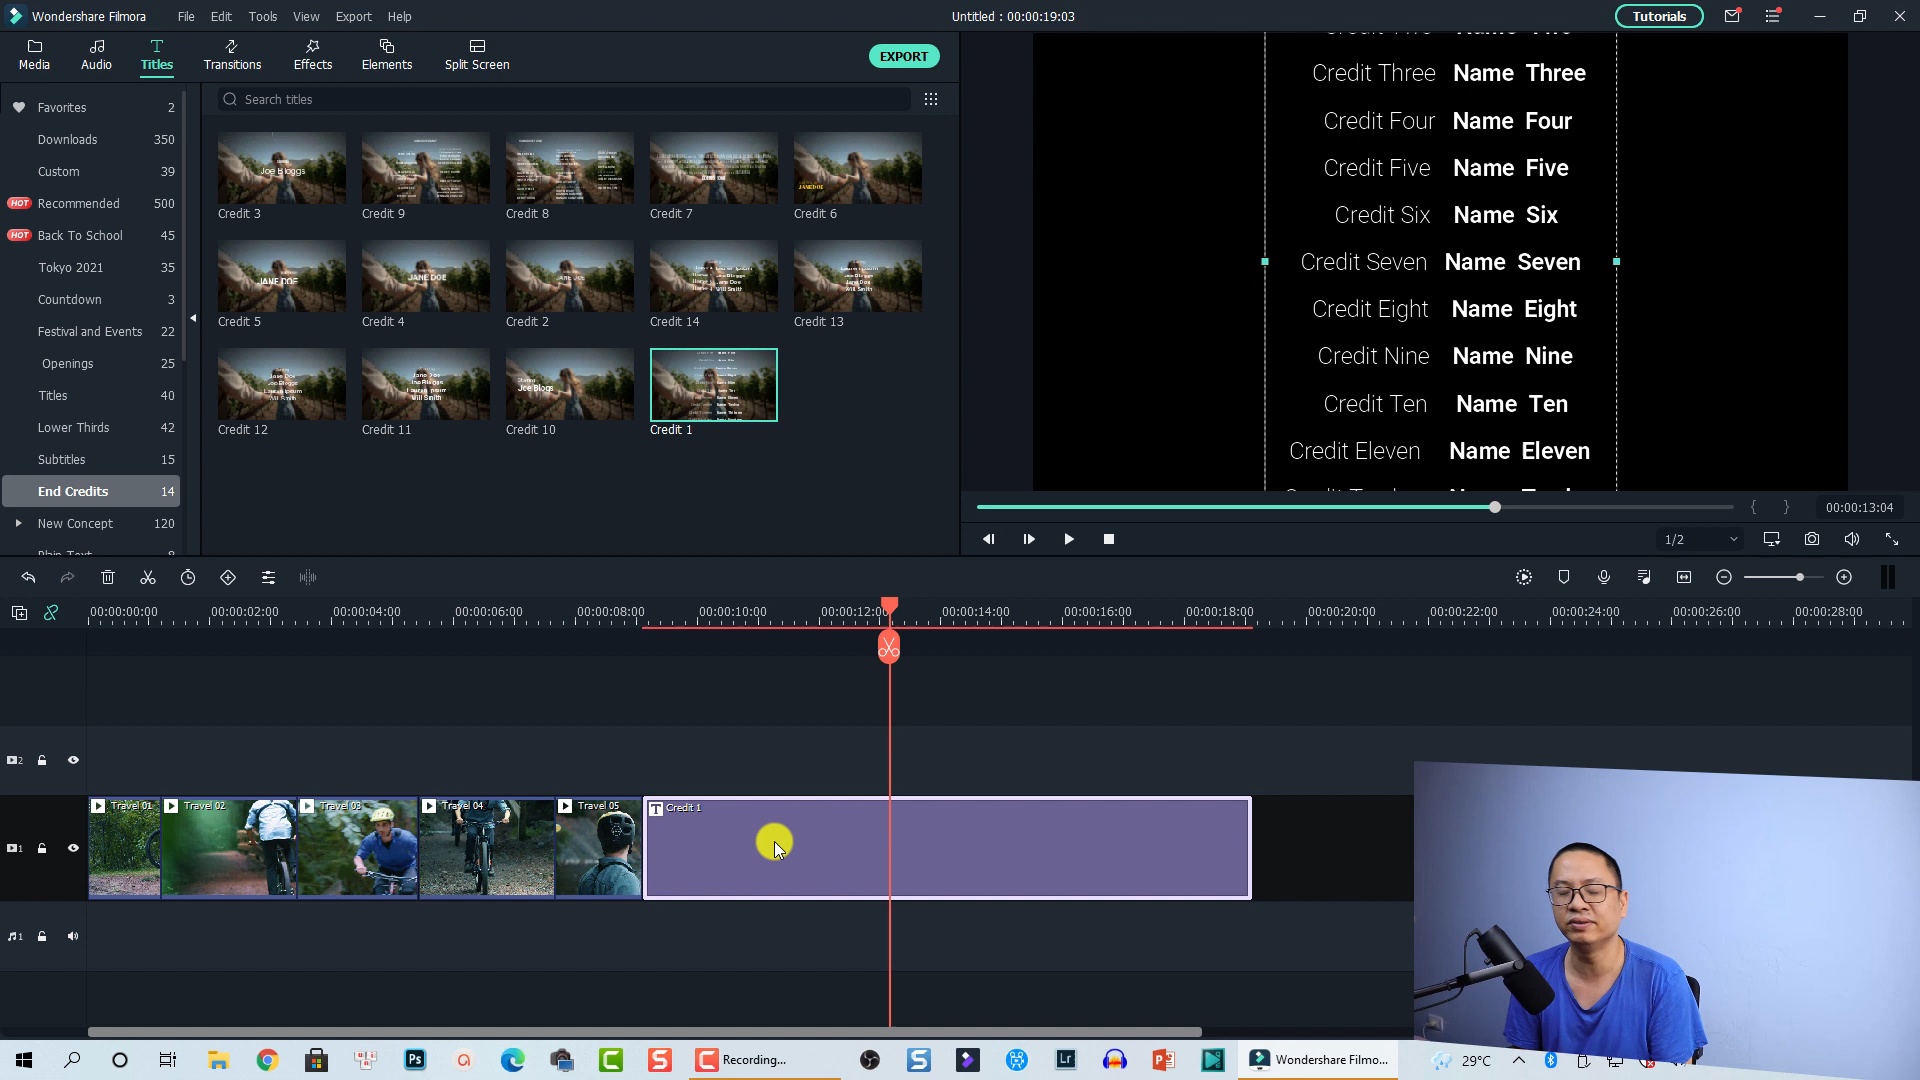 Wondershare Filmora File Edit Tools View Export Help Untitled : 00:00:19:03 Tutorials
Media Audio Titles Transitions Effects Elements Split Screen EXPORT
Search titles
Favorites 2
Downloads 350
Custom 39
HOT Recommended 500
HOT Back To School 45
Tokyo 2021 35
Countdown 3
Festival and Events 22
Openings 25
Titles 40
Lower Thirds 42
Subtitles 15
End Credits 14
New Concept 120
Credit 3 Credit 9 Credit 8 Credit 7 Credit 6
Credit 5 Credit 4 Credit 2 Credit 14 Credit 13
Credit 12 Credit 11 Credit 10 Credit 1
Credit Three Name Three
Credit Four Name Four
Credit Five Name Five
Credit Six Name Six
Credit Seven Name Seven
Credit Eight Name Eight
Credit Nine Name Nine
Credit Ten Name Ten
Credit Eleven Name Eleven
{ } 00:00:13:04
1/2
00:00:00:00 00:00:02:00 00:00:04:00 00:00:06:00 00:00:08:00 00:00:10:00 00:00:12:00 00:00:14:00 00:00:16:00 00:00:18:00 00:00:20:00 00:00:22:00 00:00:24:00 00:00:26:00 00:00:28:00
2
1 Travel 01 Travel 02 Travel 03 Travel 04 Travel 05 T Credit 1
1
Recording... Wondershare Filmo... 29°C